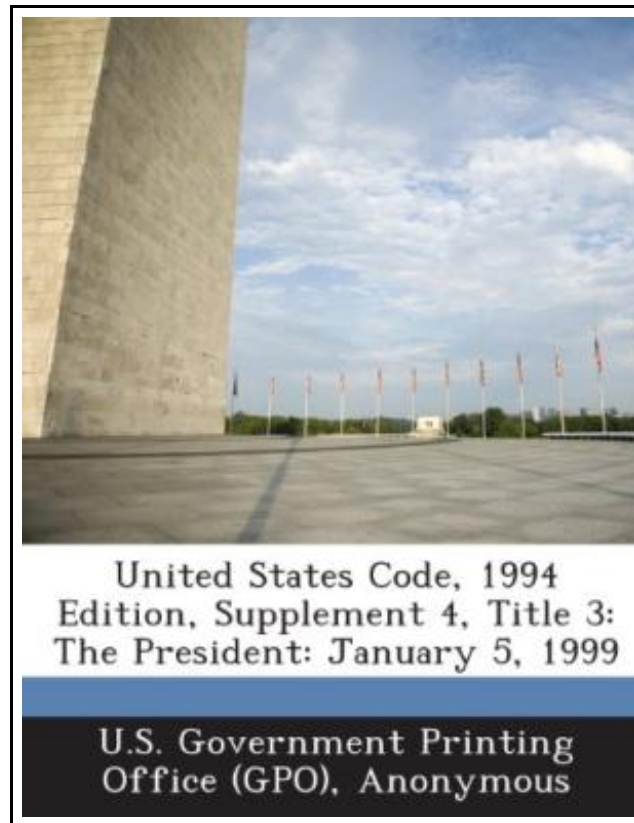 United States Code, 1994
Edition, Supplement 4, Title 3:
The President: January 5, 1999
U.S. Government Printing
Office (GPO), Anonymous